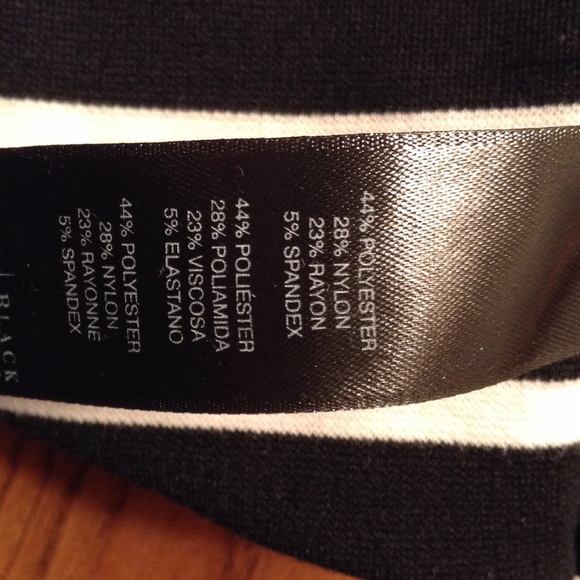 44% POLYESTER
28% NYLON
23% RAYON
5% SPANDEX
44% POLIÉSTER
28% POLIAMIDA
23% VISCOSA
5% ELASTANO
44% POLYESTER
28% NYLON
23% RAYONNE
5% SPANDEX
BLACK